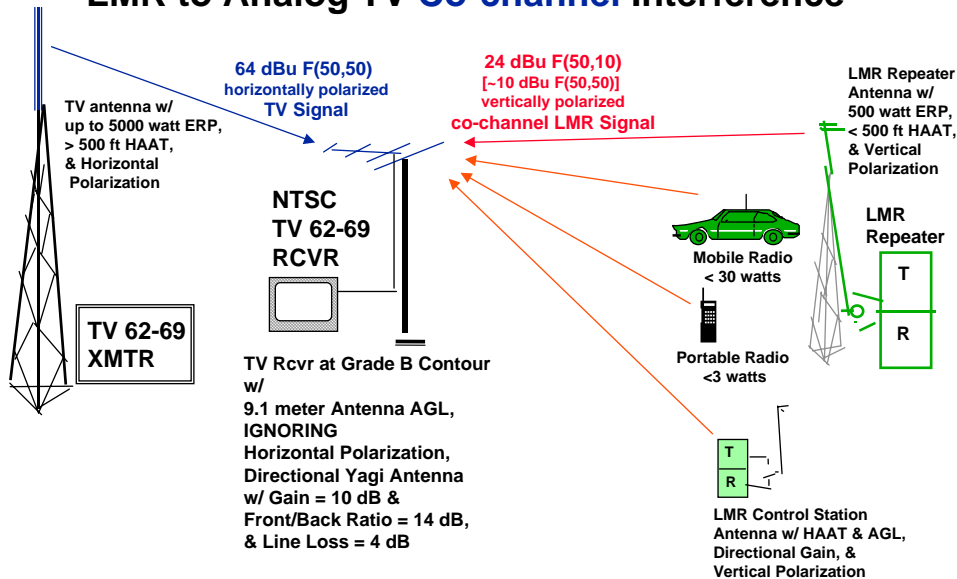 LMR to Analog TV Co-channel Interference
64 dBu F(50,50)
horizontally polarized
TV Signal
24 dBu F(50,10)
[~10 dBu F(50,50)]
vertically polarized
co-channel LMR Signal
LMR Repeater
Antenna w/
500 watt ERP,
< 500 ft HAAT,
& Vertical
Polarization
TV antenna w/
up to 5000 watt ERP,
> 500 ft HAAT,
& Horizontal
Polarization
NTSC
TV 62-69
RCVR
LMR
Repeater
T
R
Mobile Radio
< 30 watts
TV 62-69
XMTR
Portable Radio
<3 watts
TV Rcvr at Grade B Contour
w/
9.1 meter Antenna AGL,
IGNORING
Horizontal Polarization,
Directional Yagi Antenna
w/ Gain = 10 dB &
Front/Back Ratio = 14 dB,
& Line Loss = 4 dB
T
R
LMR Control Station
Antenna w/ HAAT & AGL,
Directional Gain, &
Vertical Polarization